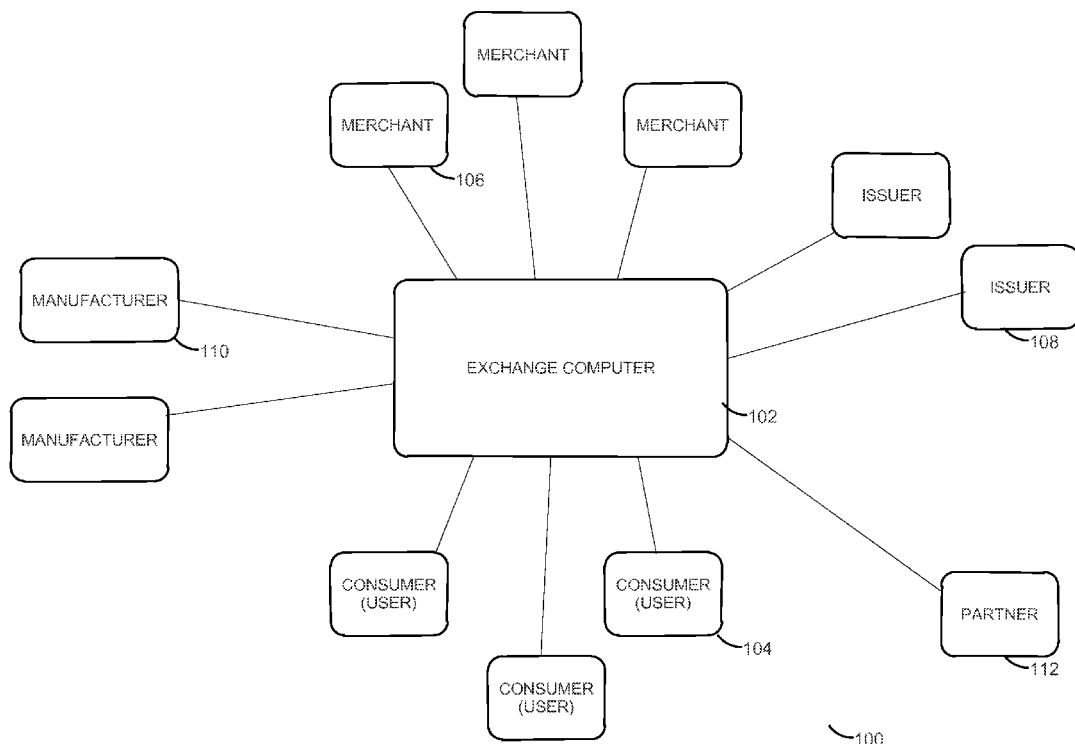 MERCHANT
MERCHANT
MERCHANT
106
ISSUER
ISSUER
108
MANUFACTURER
110
EXCHANGE COMPUTER
102
MANUFACTURER
CONSUMER
(USER)
CONSUMER
(USER)
104
CONSUMER
(USER)
PARTNER
112
100